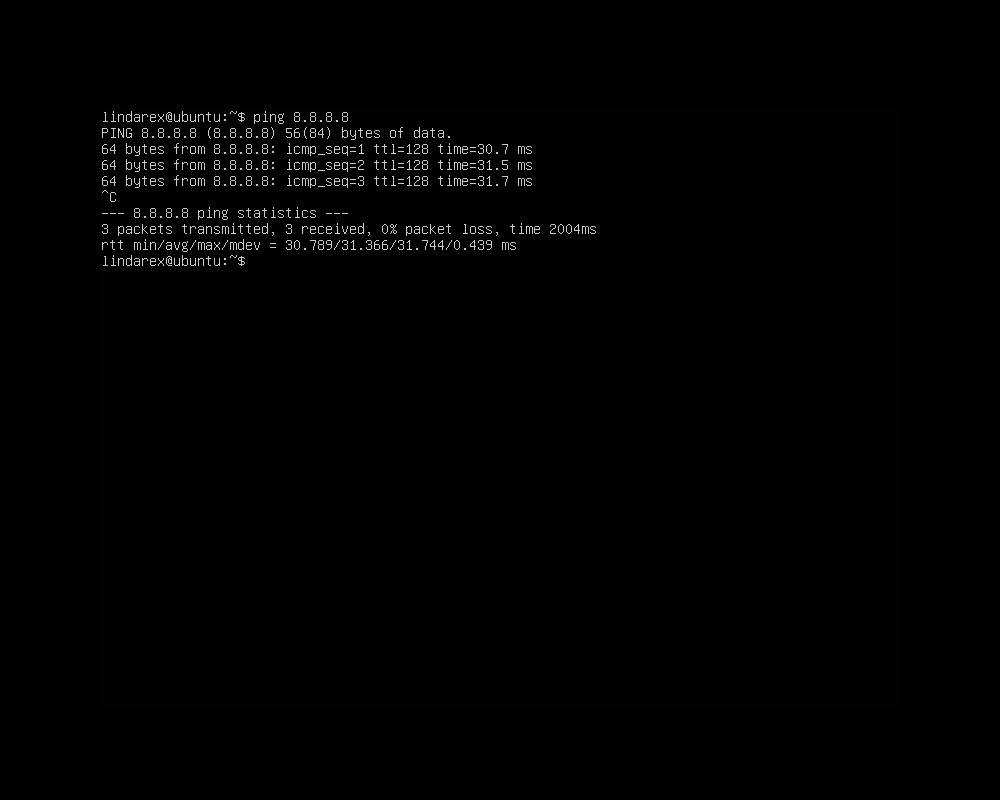 lindarex@ubuntu:~$ ping 8.8.8.8
PING 8.8.8.8 (8.8.8.8) 56(84) bytes of data.
64 bytes from 8.8.8.8: icmp_seq=1 ttl=128 time=30.7 ms
64 bytes from 8.8.8.8: icmp_seq=2 ttl=128 time=31.5 ms
64 bytes from 8.8.8.8: icmp_seq=3 ttl=128 time=31.7 ms
^C
--- 8.8.8.8 ping statistics ---
3 packets transmitted, 3 received, 0% packet loss, time 2004ms
rtt min/avg/max/mdev = 30.789/31.366/31.744/0.439 ms
lindarex@ubuntu:~$